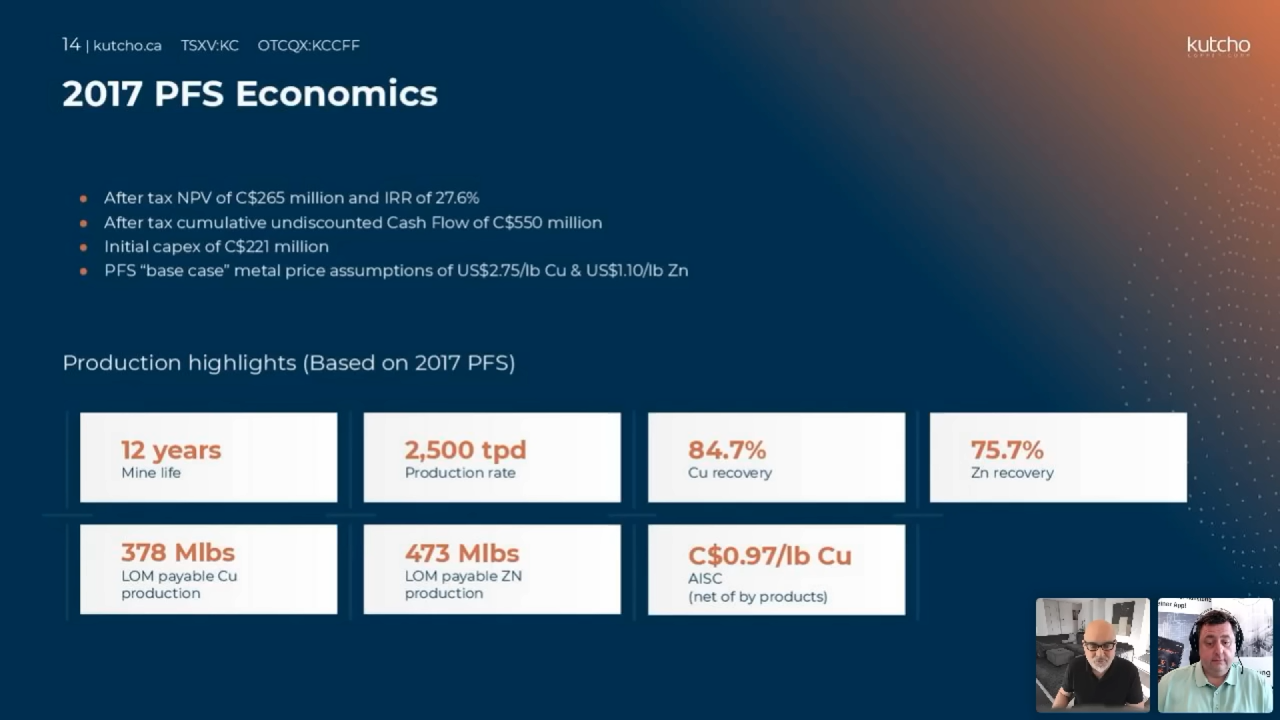 14 | kutcho.ca TSXV:KC OTCQX:KCCFF
kutcho
2017 PFS Economics
• After tax NPV of C$265 million and IRR of 27.6%
• After tax cumulative undiscounted Cash Flow of C$550 million
• Initial capex of C$221 million
• PFS “base case” metal price assumptions of US$2.75/lb Cu & US$1.10/lb Zn
Production highlights (Based on 2017 PFS)
12 years
Mine life
2,500 tpd
Production rate
84.7%
Cu recovery
75.7%
Zn recovery
378 Mlbs
LOM payable Cu
production
473 Mlbs
LOM payable ZN
production
C$0.97/lb Cu
AISC
(net of by products)